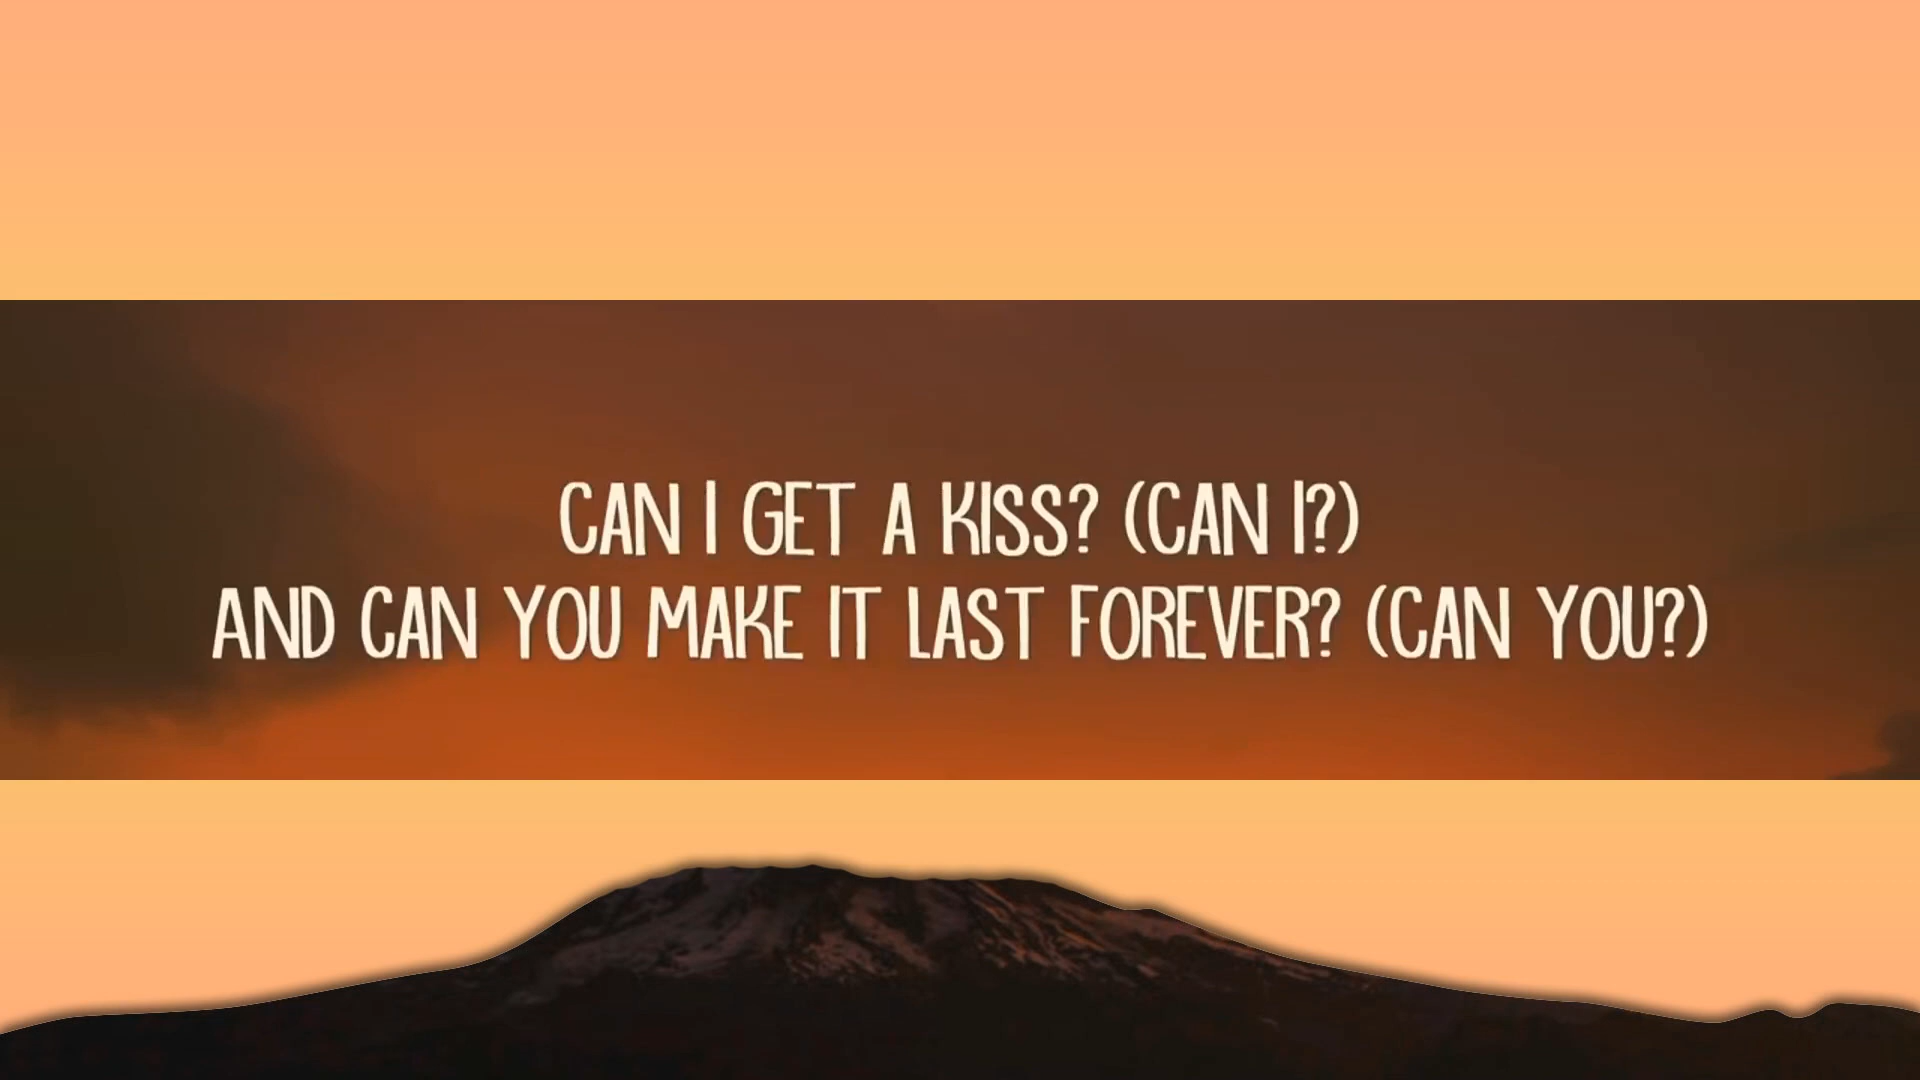 CAN I GET A KISS? (CAN I?)
AND CAN YOU MAKE IT LAST FOREVER? (CAN YOU?)